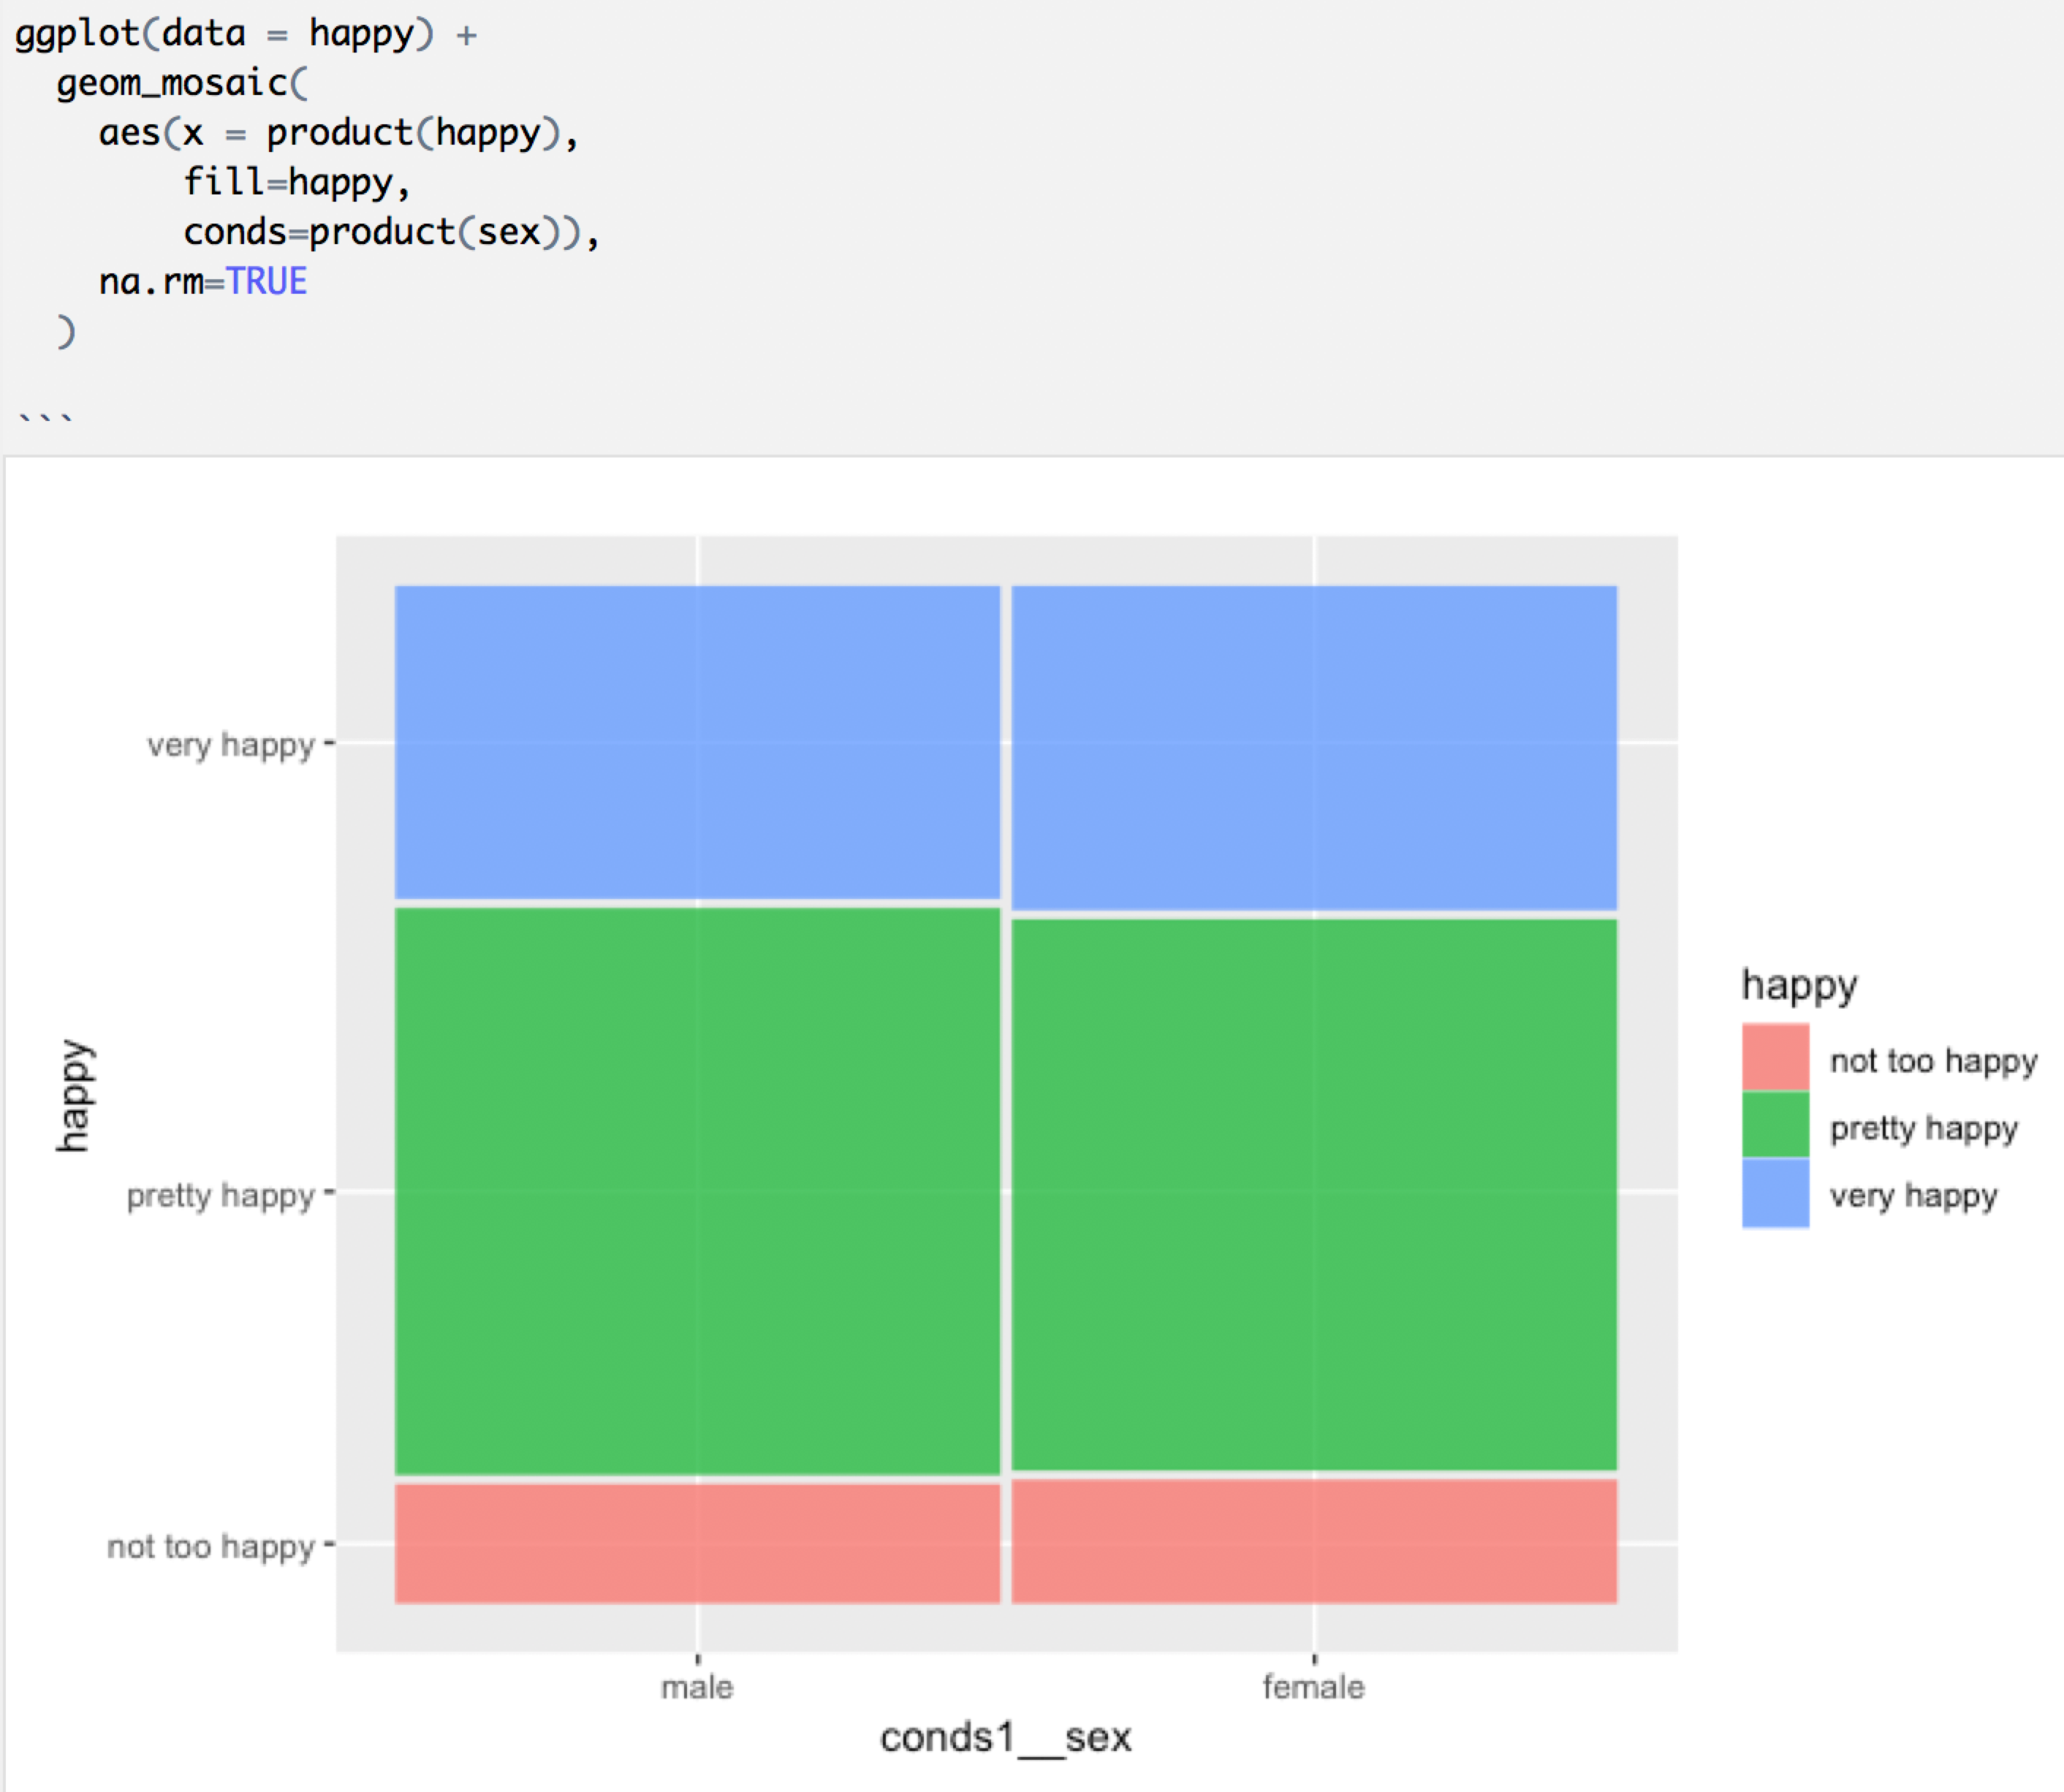 ggplot(data = happy) +
  geom_mosaic(
    aes(x = product(happy),
        fill=happy,
        conds=product(sex)),
    na.rm=TRUE
  )
```
very happy
pretty happy
not too happy
happy
male
female
conds1__sex
happy
not too happy
pretty happy
very happy